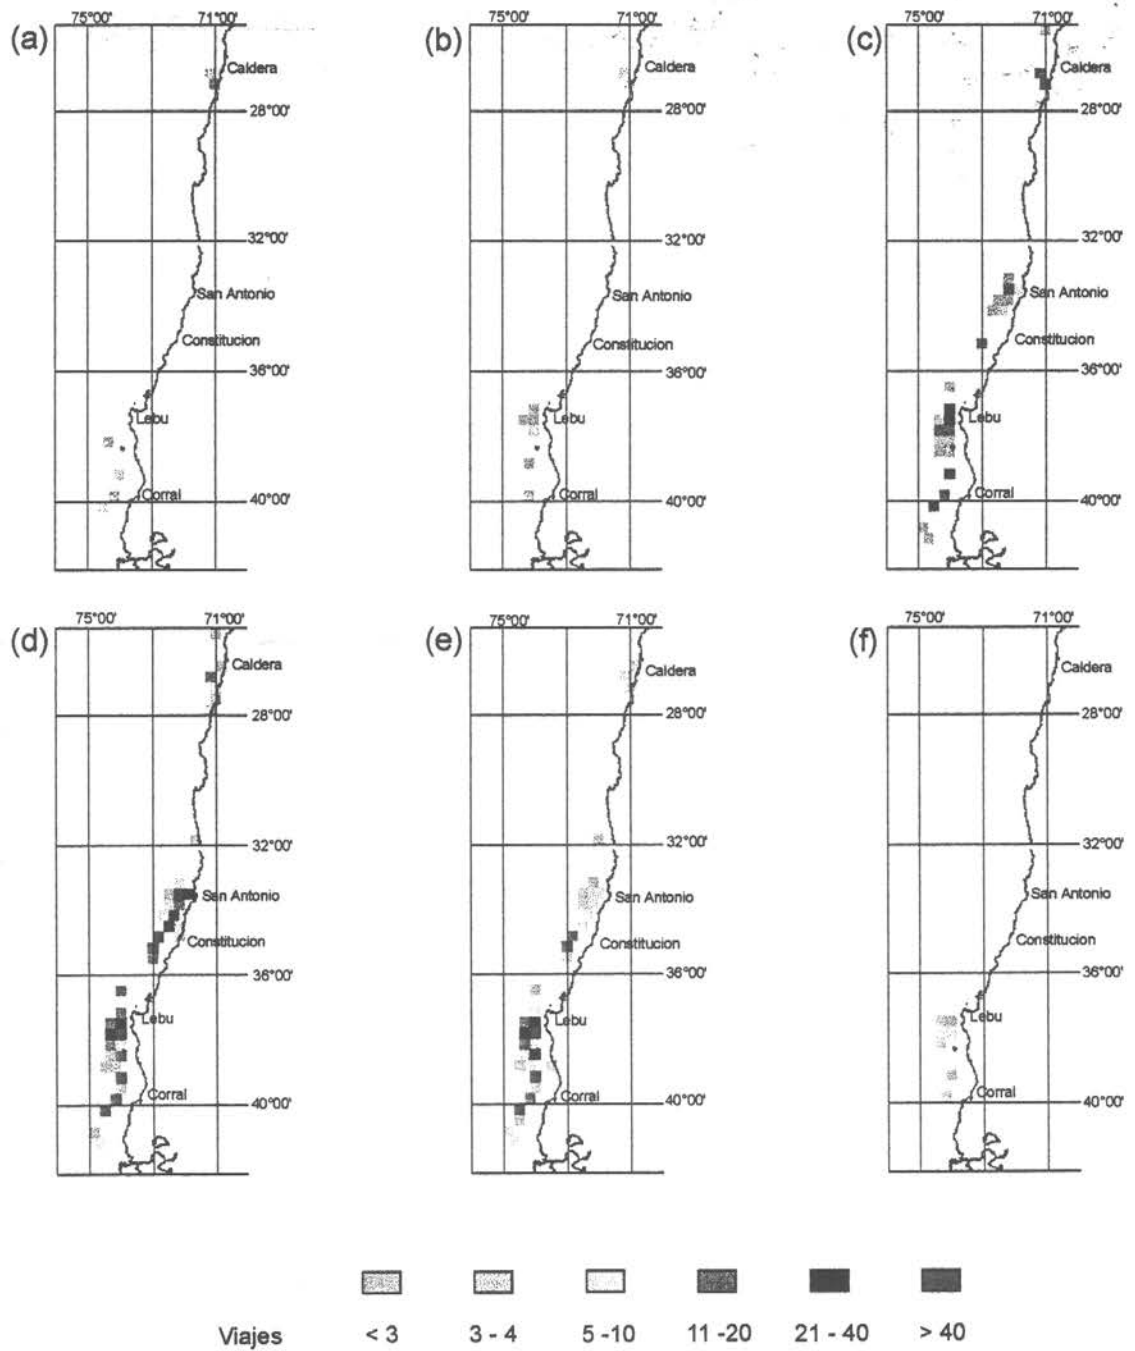 (a) 75°00' 71°00'
Caldera
28°00'
32°00'
San Antonio
Constitucion
36°00'
Lebu
Corral
40°00'
(b) 75°00' 71°00'
Caldera
28°00'
32°00'
San Antonio
Constitucion
36°00'
Lebu
Corral
40°00'
(c) 75°00' 71°00'
Caldera
28°00'
32°00'
San Antonio
Constitucion
36°00'
Lebu
Corral
40°00'
(d) 75°00' 71°00'
Caldera
28°00'
32°00'
San Antonio
Constitucion
36°00'
Lebu
Corral
40°00'
(e) 75°00' 71°00'
Caldera
28°00'
32°00'
San Antonio
Constitucion
36°00'
Lebu
Corral
40°00'
(f) 75°00' 71°00'
Caldera
28°00'
32°00'
San Antonio
Constitucion
36°00'
Lebu
Corral
40°00'
Viajes < 3 3 - 4 5 -10 11 -20 21 - 40 > 40